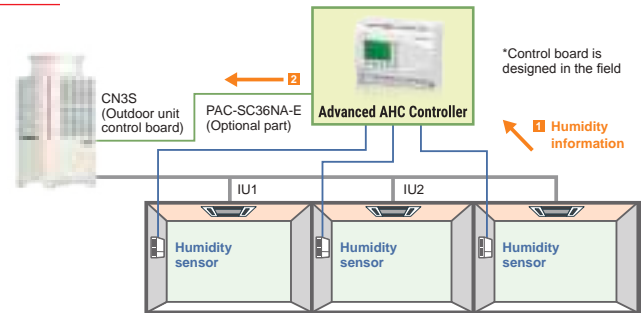 2
*Control board is
designed in the field
CN3S
(Outdoor unit
control board)
PAC-SC36NA-E
(Optional part)
Advanced AHC Controller
1 Humidity
information
IU1
IU2
Humidity
sensor
Humidity
sensor
Humidity
sensor